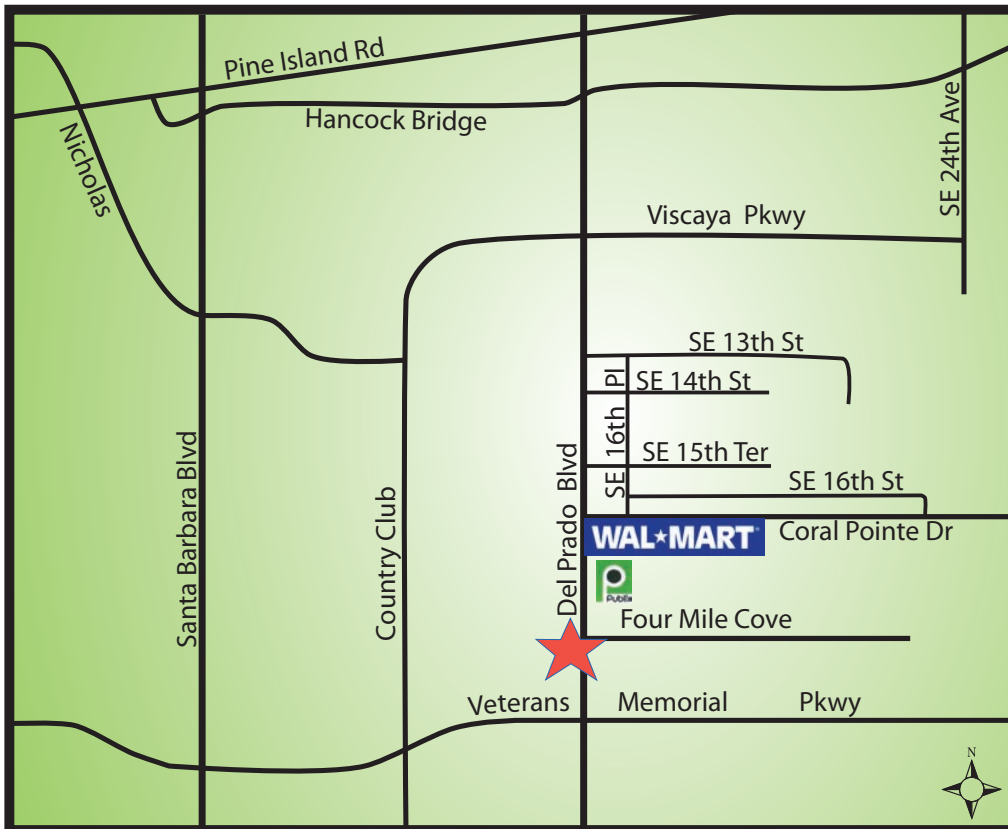 Pine Island Rd
Hancock Bridge
Nicholas
SE 24th Ave
Viscaya Pkwy
SE 13th St
SE 14th St
SE 16th Pl
SE 15th Ter
SE 16th St
WAL★MART
Coral Pointe Dr
Publix
Four Mile Cove
Santa Barbara Blvd
Country Club
Del Prado Blvd
Veterans Memorial Pkwy
N